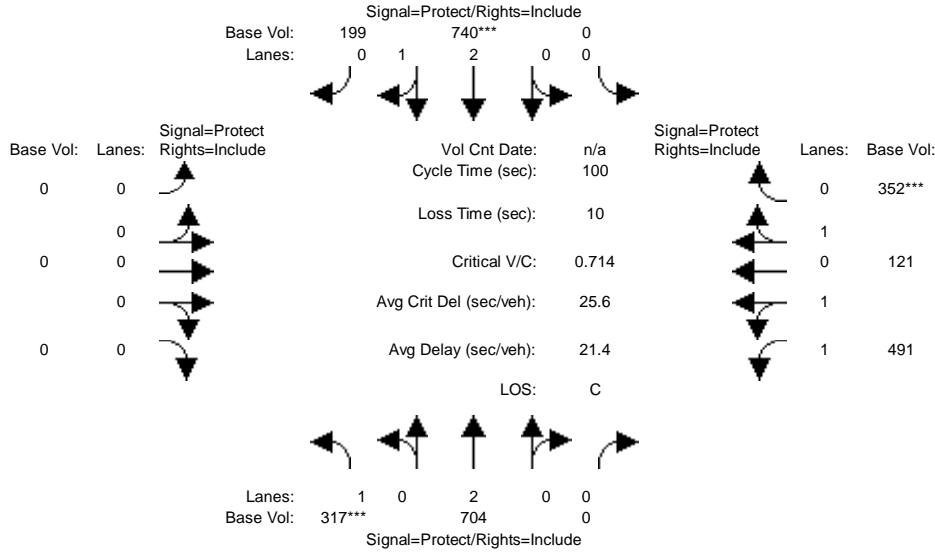 Signal=Protect/Rights=Include
Base Vol: 199 740*** 0
Lanes: 0 1 2 0 0
Signal=Protect Signal=Protect
Base Vol: Lanes: Rights=Include Vol Cnt Date: n/a Rights=Include Lanes: Base Vol:
Cycle Time (sec): 100
0 0 0 352***
Loss Time (sec): 10
0 1
0 0 Critical V/C: 0.714 0 121
0 Avg Crit Del (sec/veh): 25.6 1
0 0 Avg Delay (sec/veh): 21.4 1 491
LOS: C
Lanes: 1 0 2 0 0
Base Vol: 317*** 704 0
Signal=Protect/Rights=Include